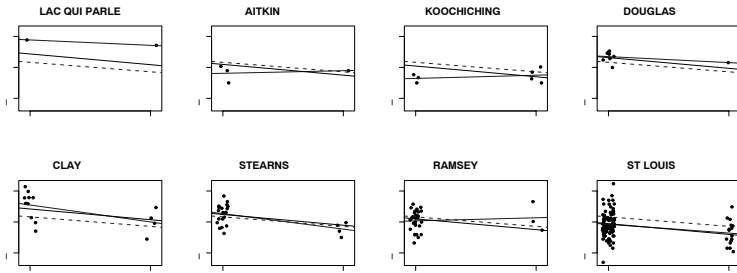 LAC QUI PARLE
AITKIN
KOOCHICHING
DOUGLAS
CLAY
STEARNS
RAMSEY
ST LOUIS